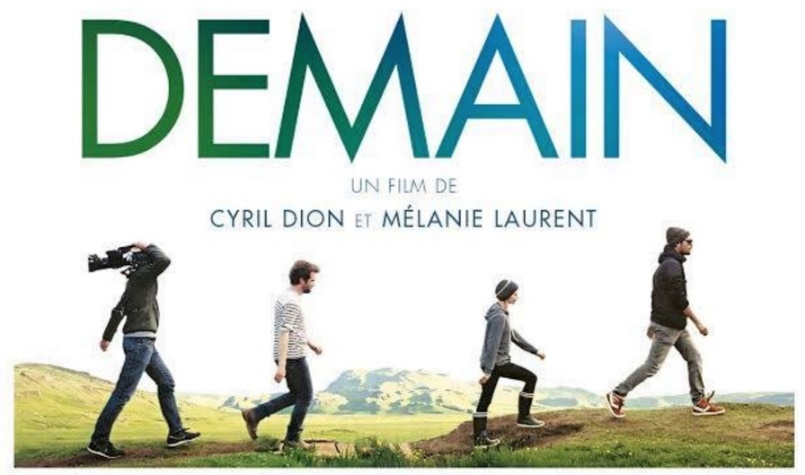 DEMAIN
UN FILM DE
CYRIL DION ET MÉLANIE LAURENT